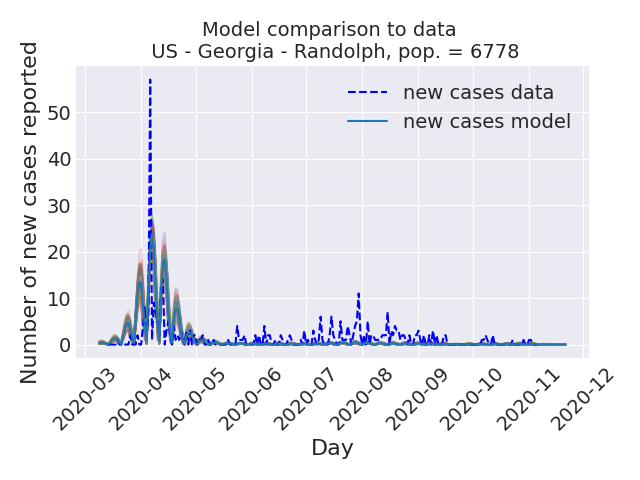 Model comparison to data
US - Georgia - Randolph, pop. = 6778
new cases data
new cases model
Number of new cases reported
50
40
30
20
10
0
2020-03
2020-04
2020-05
2020-06
2020-07
2020-08
2020-09
2020-10
2020-11
2020-12
Day